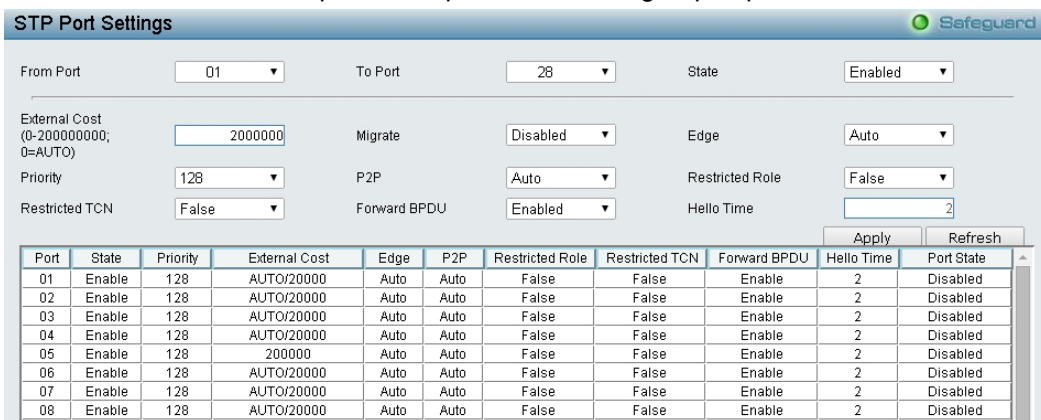 STP Port Settings Safeguard
From Port 01 To Port 28 State Enabled
External Cost
(0-200000000;
0=AUTO) 2000000 Migrate Disabled Edge Auto
Priority 128 P2P Auto Restricted Role False
Restricted TCN False Forward BPDU Enabled Hello Time 2
Apply Refresh
Port State Priority External Cost Edge P2P Restricted Role Restricted TCN Forward BPDU Hello Time Port State
01 Enable 128 AUTO/20000 Auto Auto False False Enable 2 Disabled
02 Enable 128 AUTO/20000 Auto Auto False False Enable 2 Disabled
03 Enable 128 AUTO/20000 Auto Auto False False Enable 2 Disabled
04 Enable 128 AUTO/20000 Auto Auto False False Enable 2 Disabled
05 Enable 128 200000 Auto Auto False False Enable 2 Disabled
06 Enable 128 AUTO/20000 Auto Auto False False Enable 2 Disabled
07 Enable 128 AUTO/20000 Auto Auto False False Enable 2 Disabled
08 Enable 128 AUTO/20000 Auto Auto False False Enable 2 Disabled